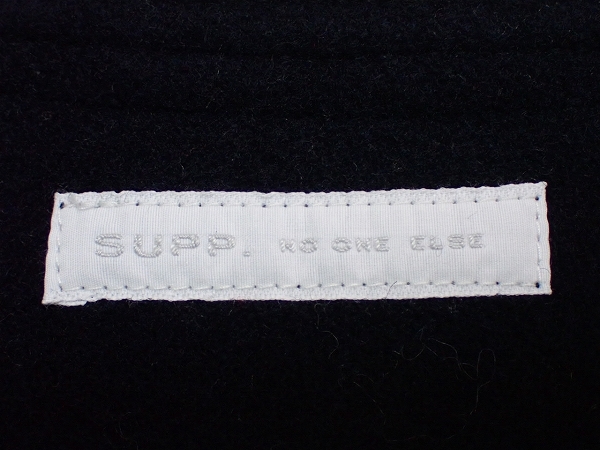 SUPP. NO ONE ELSE